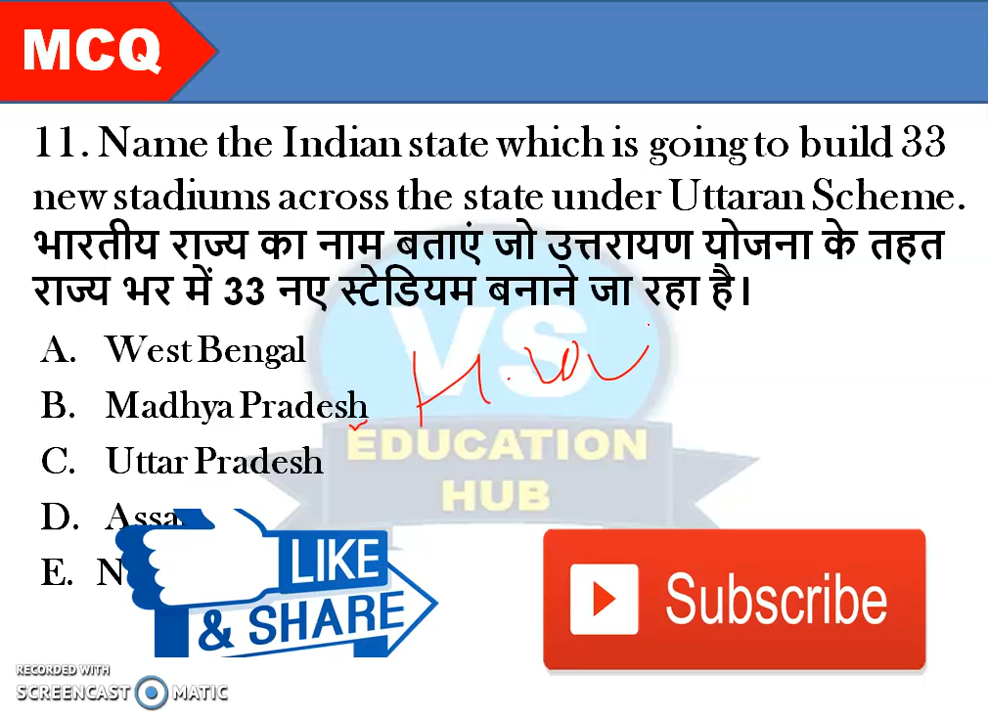 MCQ
11. Name the Indian state which is going to build 33
new stadiums across the state under Uttaran Scheme.
भारतीय राज्य का नाम बताएं जो उत्तरायण योजना के तहत
राज्य भर में 33 नए स्टेडियम बनाने जा रहा है।
A. West Bengal
B. Madhya Pradesh
C. Uttar Pradesh
D.
E.
VS
EDUCATION
HUB
LIKE
& SHARE
Subscribe
RECORDED WITH
SCREENCAST MATIC